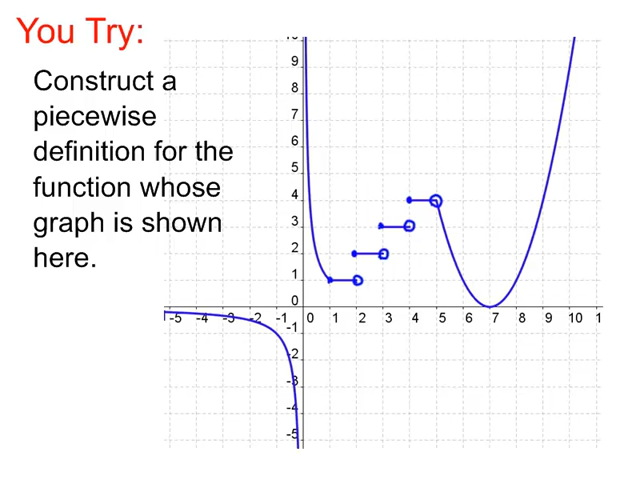 You Try:
Construct a
piecewise
definition for the
function whose
graph is shown
here.
10
9
8
7
6
5
4
3
2
1
0
-5 -4 -3 -2 -1 0 1 2 3 4 5 6 7 8 9 10 1
-1
-2
-3
-4
-5